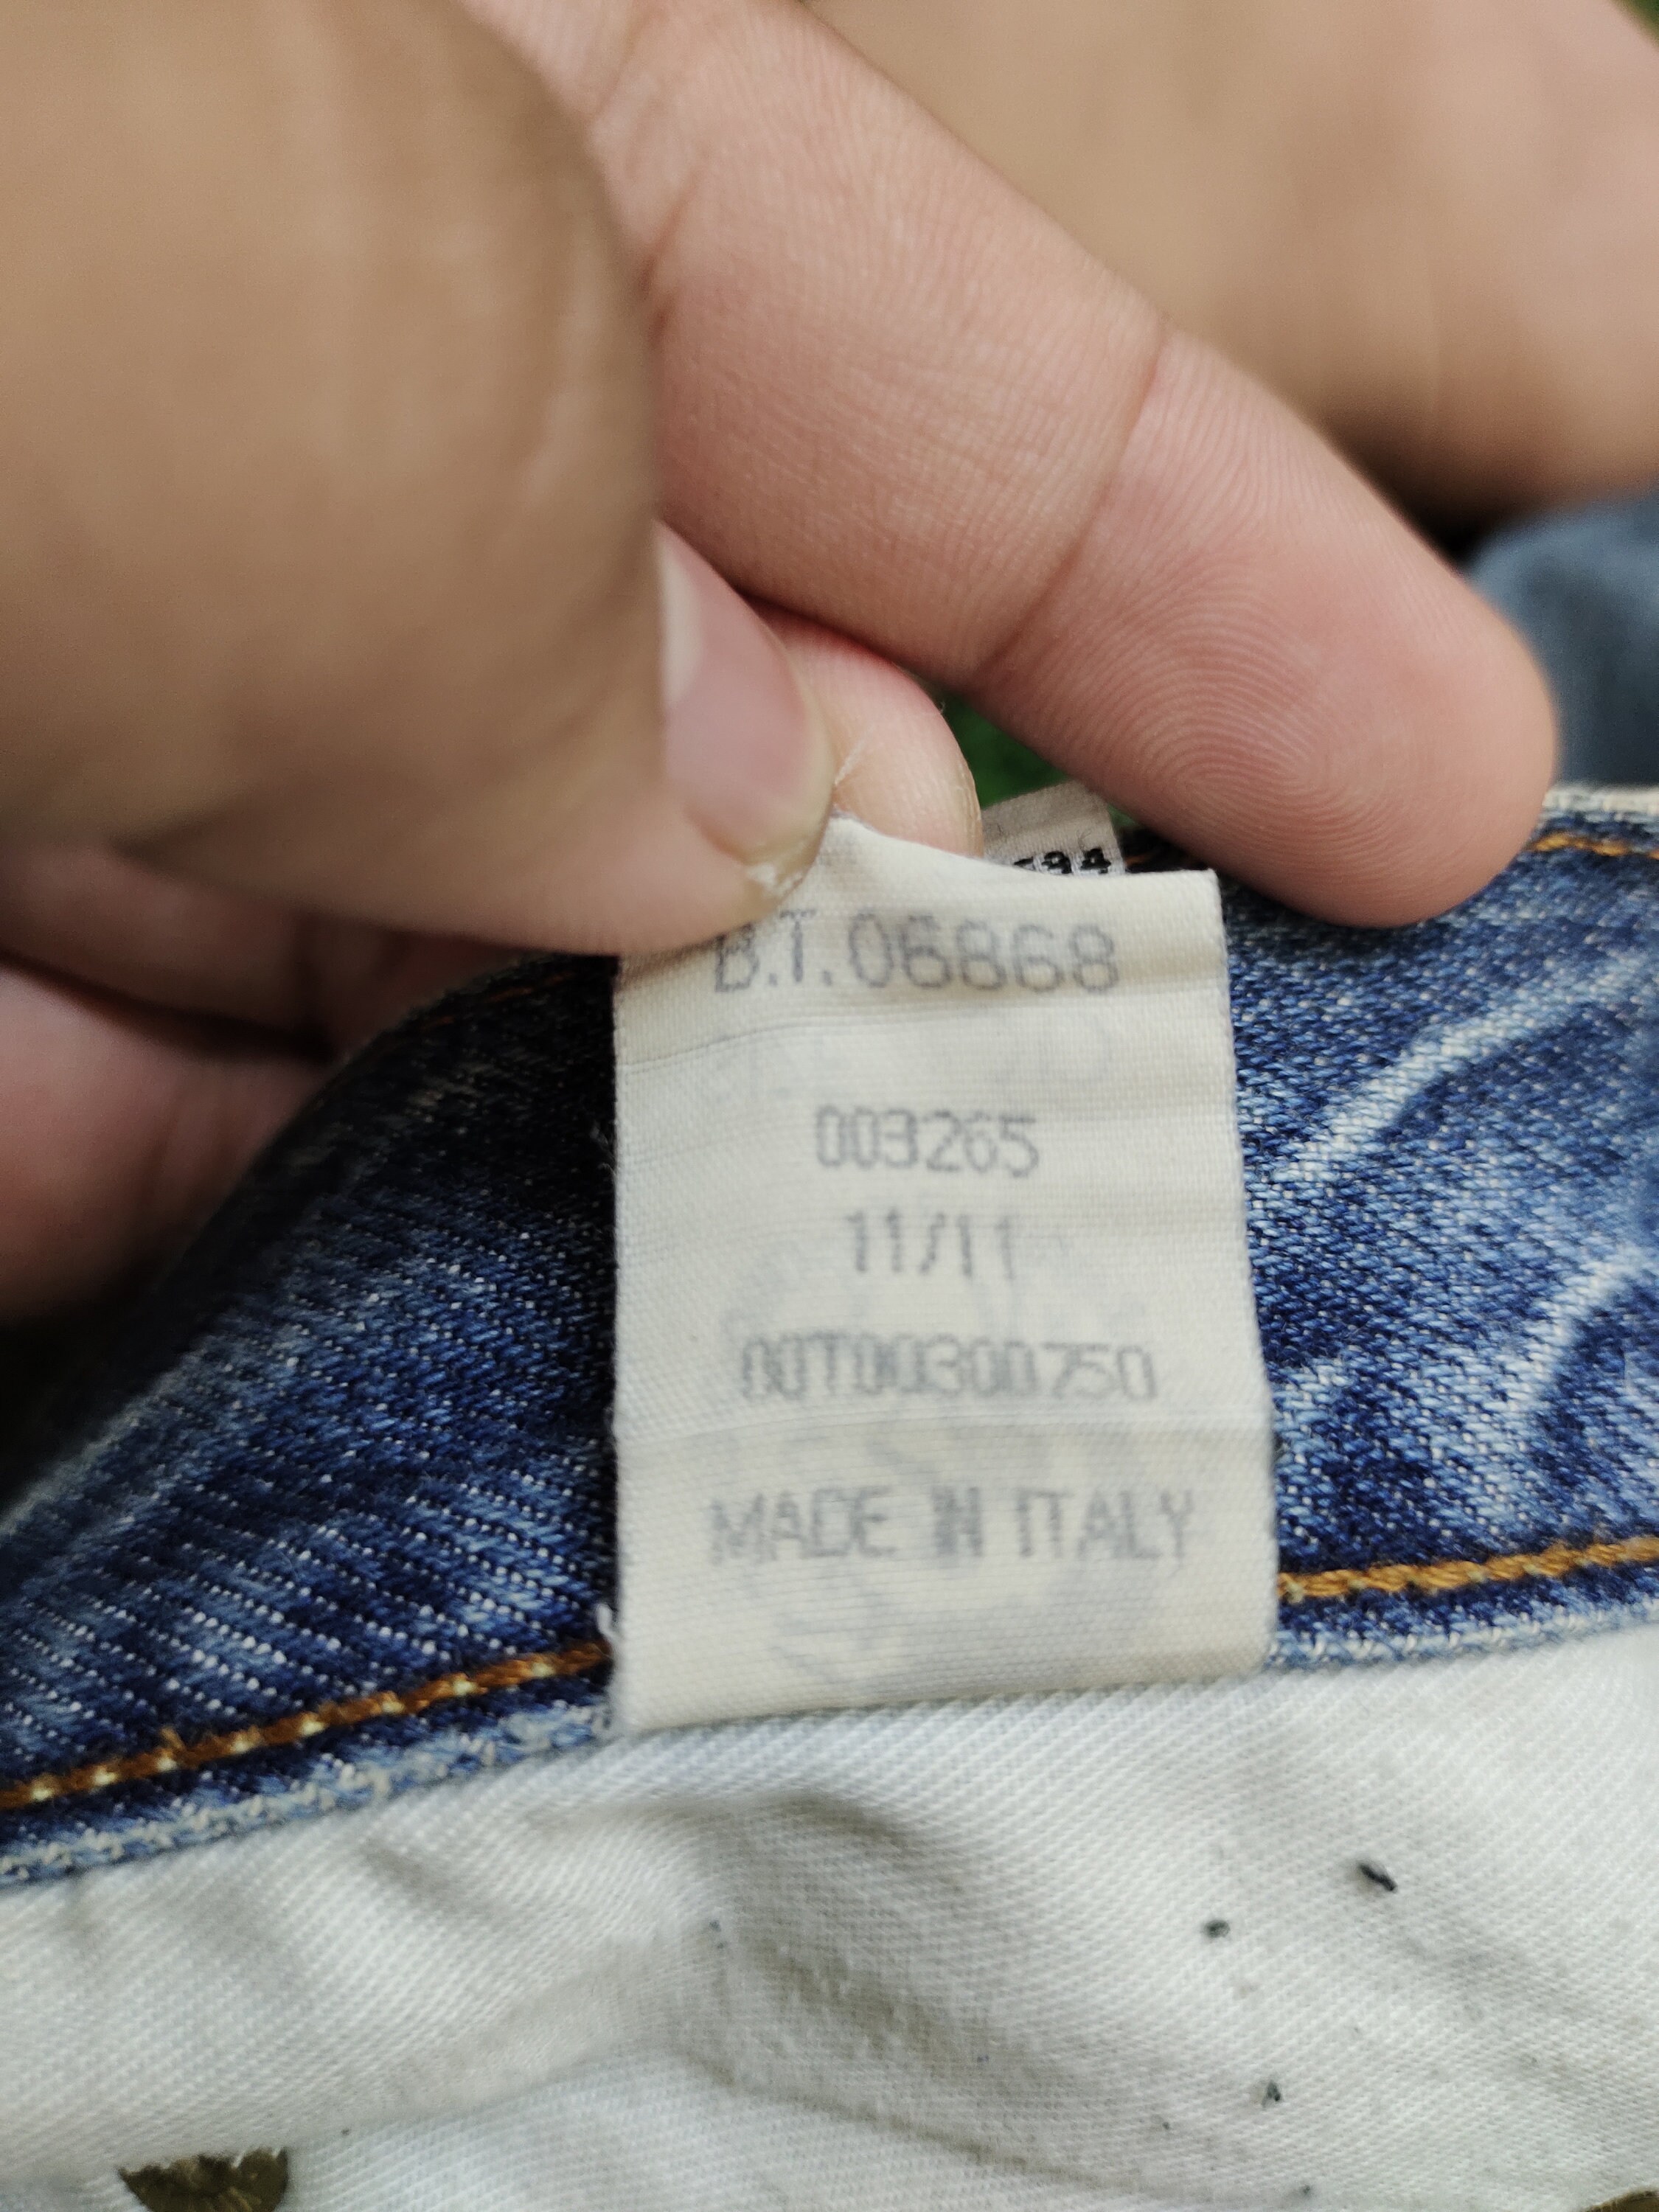 B.T. 06868
003265
11/11
00T00300750
MADE IN ITALY